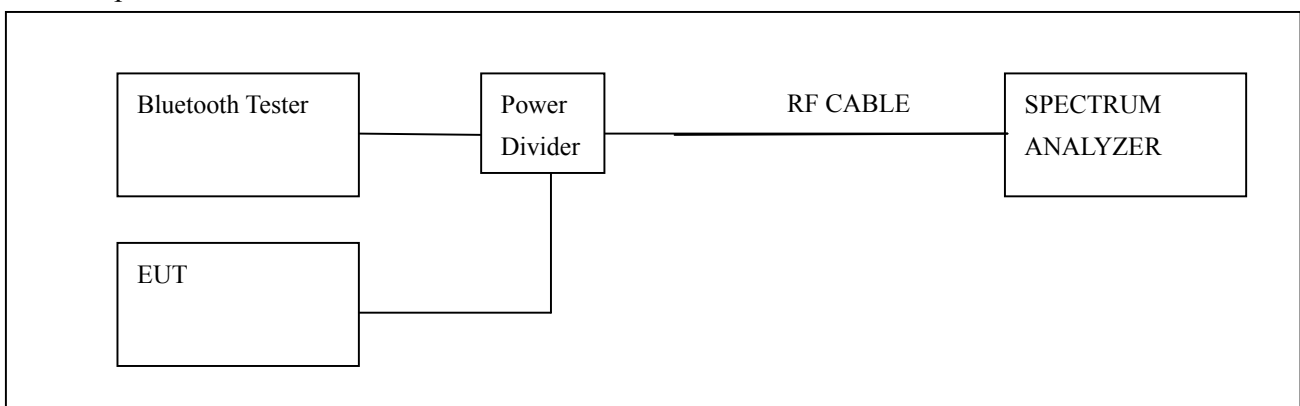 Bluetooth Tester
Power
Divider
RF CABLE
SPECTRUM
ANALYZER
EUT